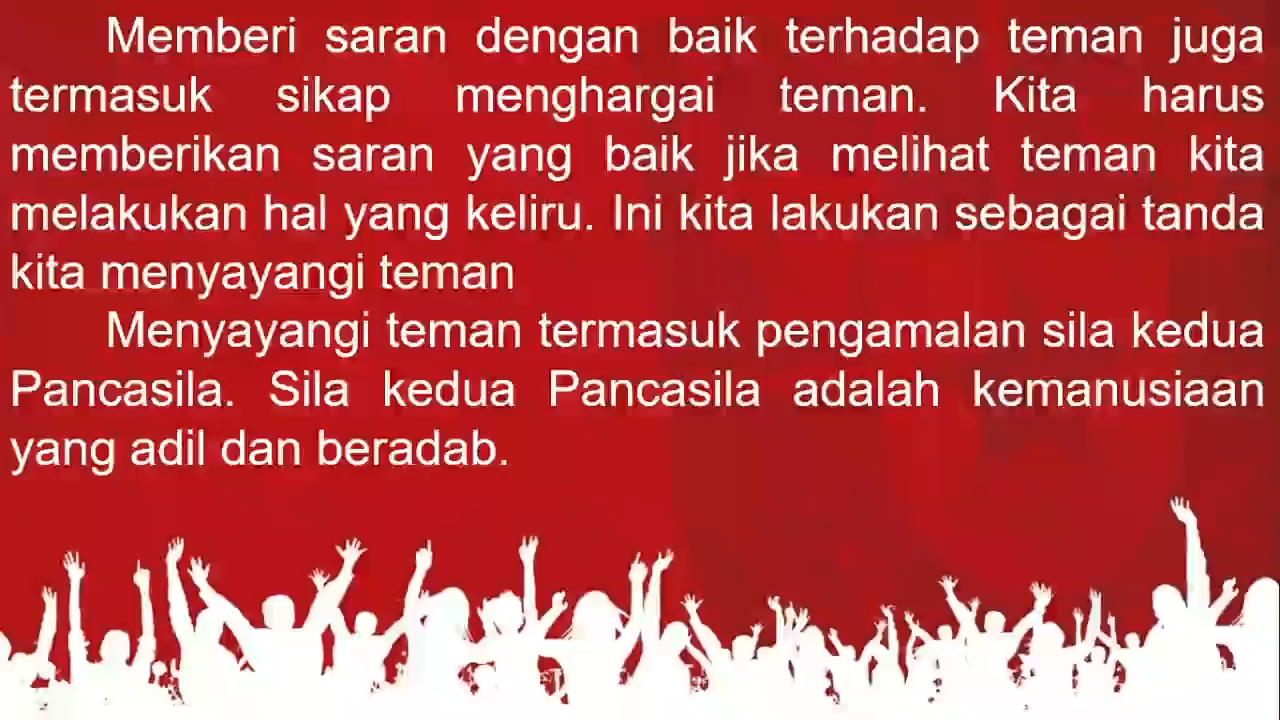 Memberi saran dengan baik terhadap teman juga
termasuk sikap menghargai teman. Kita harus
memberikan saran yang baik jika melihat teman kita
melakukan hal yang keliru. Ini kita lakukan sebagai tanda
kita menyayangi teman
Menyayangi teman termasuk pengamalan sila kedua
Pancasila. Sila kedua Pancasila adalah kemanusiaan
yang adil dan beradab.